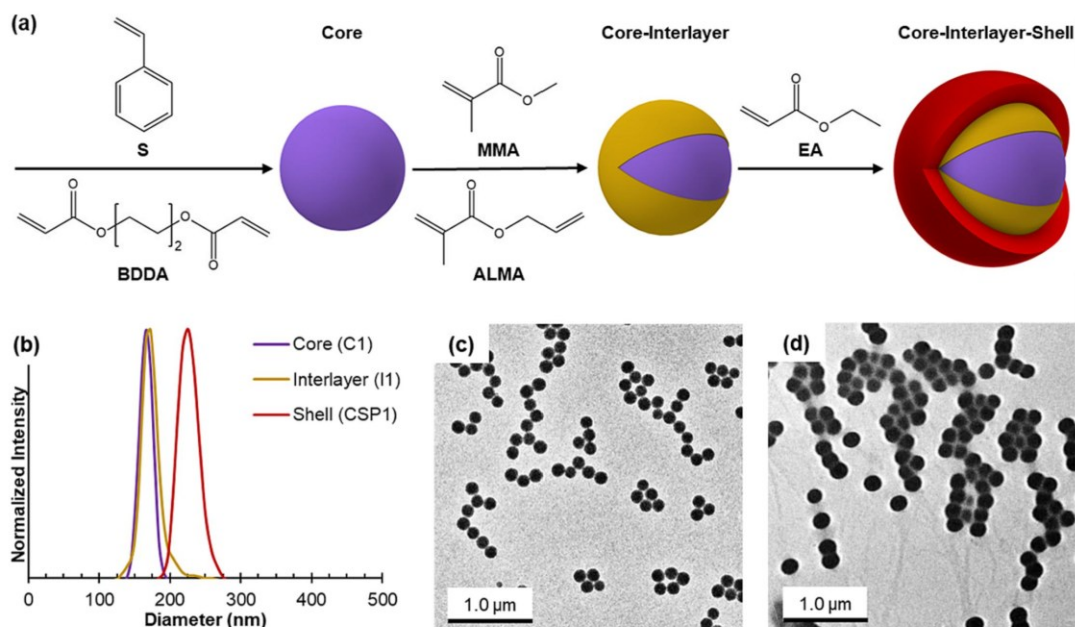 (a)
Core
Core-Interlayer
Core-Interlayer-Shell
S
MMA
EA
BDDA
ALMA
O
O
O
O
O
O
O
O
O
O
2
(b)
Core (C1)
Interlayer (I1)
Shell (CSP1)
Normalized Intensity
0 100 200 300 400 500
Diameter (nm)
(c)
1.0 µm
(d)
1.0 µm